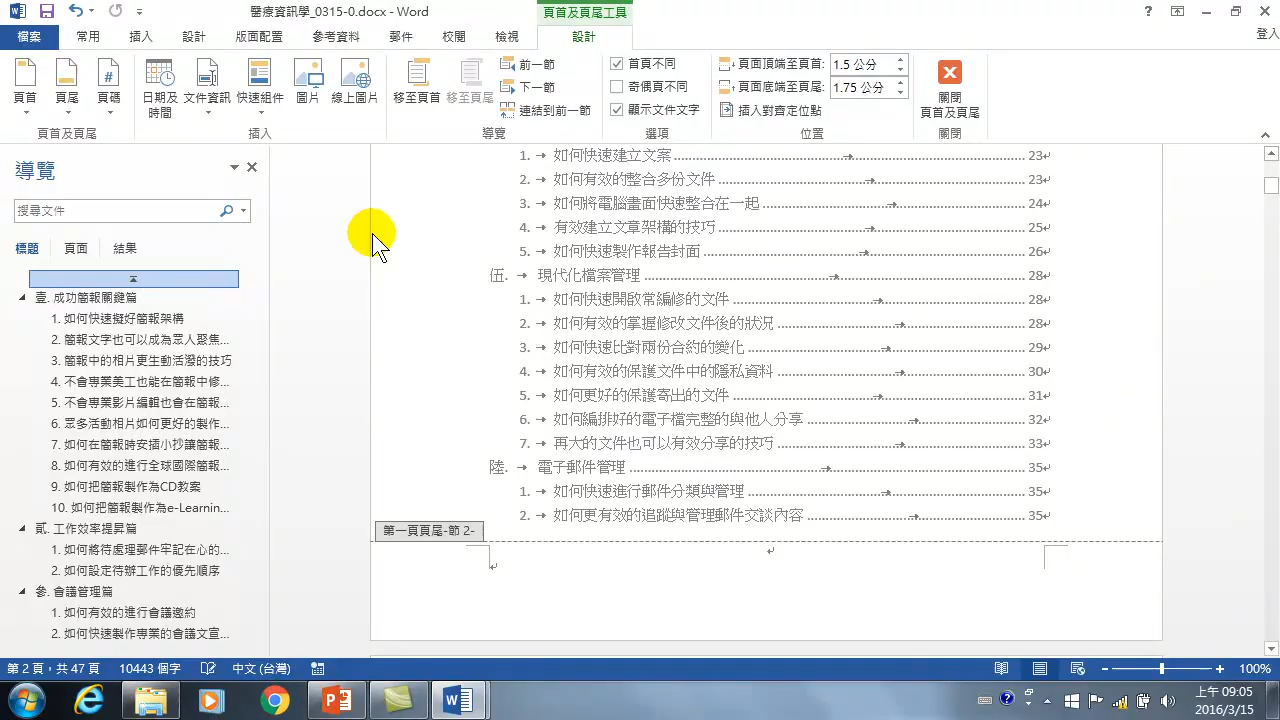 醫療資訊學_0315-0.docx - Word
頁首及頁尾工具
檔案 常用 插入 設計 版面配置 參考資料 郵件 校閱 檢視 設計 登入
頁首 頁尾 頁碼 日期及時間 文件資訊 快速組件 圖片 線上圖片 移至頁首 移至頁尾
前一節
下一節
連結到前一節
首頁不同
奇偶頁不同
顯示文件文字
頁面頂端至頁首: 1.5 公分
頁面底端至頁尾: 1.75 公分
插入對齊定位點
關閉
頁首及頁尾
頁首及頁尾 插入 導覽 選項 位置 關閉
導覽
搜尋文件
標題 頁面 結果
壹. 成功簡報關鍵篇
1. 如何快速擬好簡報架構
2. 簡報文字也可以成為眾人聚焦...
3. 簡報中的相片更生動活潑的技巧
4. 不會專業美工也能在簡報中修...
5. 不會專業影片編輯也會在簡報...
6. 眾多活動相片如何更好的製作...
7. 如何在簡報時安插小抄讓簡報...
8. 如何有效的進行全球國際簡報...
9. 如何把簡報製作為CD教案
10. 如何把簡報製作為e-Learnin...
貳. 工作效率提昇篇
1. 如何將待處理郵件牢記在心的...
2. 如何設定待辦工作的優先順序
參. 會議管理篇
1. 如何有效的進行會議邀約
2. 如何快速製作專業的會議文宣...
1. 如何快速建立文案 23
2. 如何有效的整合多份文件 23
3. 如何將電腦畫面快速整合在一起 24
4. 有效建立文章架構的技巧 25
5. 如何快速製作報告封面 26
伍. 現代化檔案管理 28
1. 如何快速開啟常編修的文件 28
2. 如何有效的掌握修改文件後的狀況 28
3. 如何快速比對兩份合約的變化 29
4. 如何有效的保護文件中的隱私資料 30
5. 如何更好的保護寄出的文件 31
6. 如何編排好的電子檔完整的與他人分享 32
7. 再大的文件也可以有效分享的技巧 33
陸. 電子郵件管理 35
1. 如何快速進行郵件分類與管理 35
2. 如何更有效的追蹤與管理郵件交談內容 35
第一頁頁尾-節 2-
第 2 頁，共 47 頁 10443 個字 中文 (台灣) 100%
上午 09:05
2016/3/15